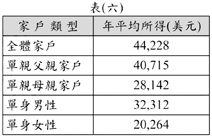 表(六)
家戶類型 年平均所得(美元)
全體家戶 44,228
單親父親家戶 40,715
單親母親家戶 28,142
單身男性 32,312
單身女性 20,264